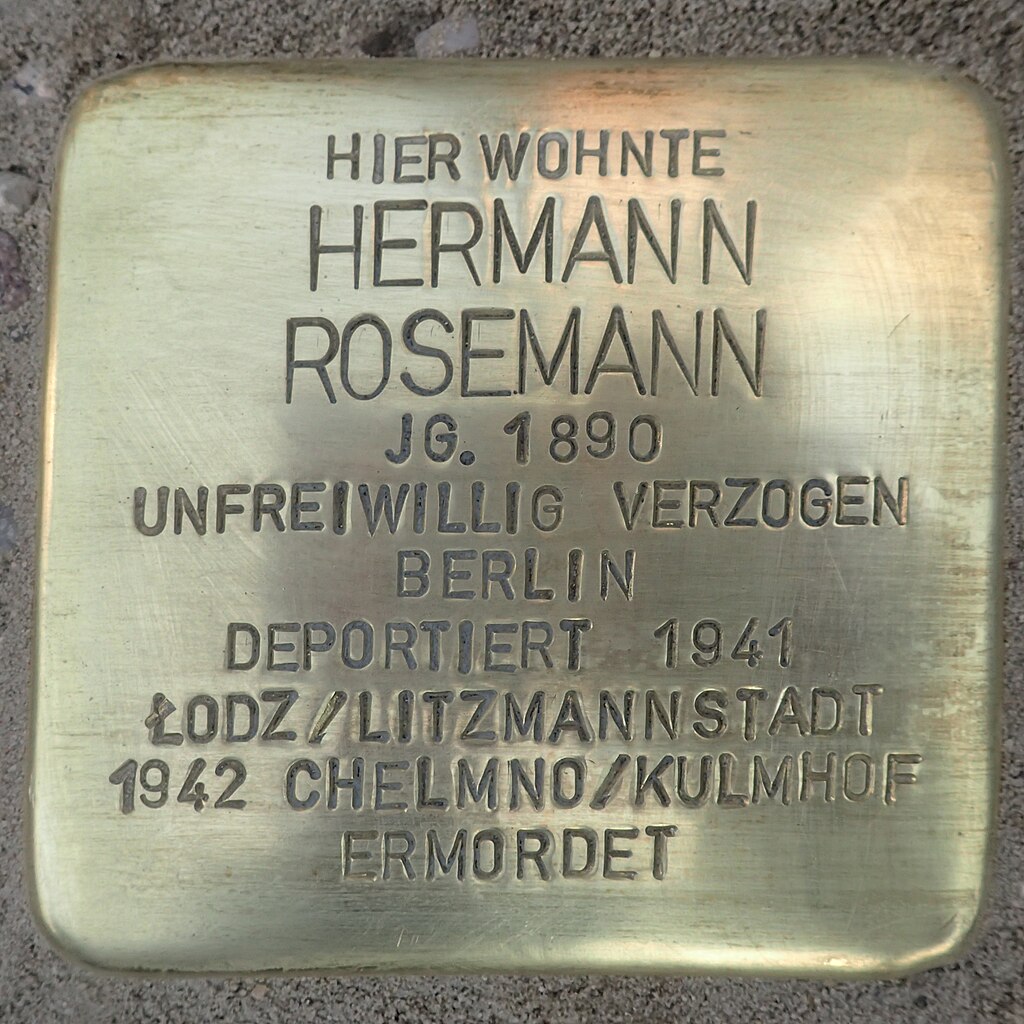 HIER WOHNTE
HERMANN
ROSEMANN
JG. 1890
UNFREIWILLIG VERZOGEN
BERLIN
DEPORTIERT 1941
ŁODZ/LITZMANNSTADT
1942 CHELMNO/KULMHOF
ERMORDET